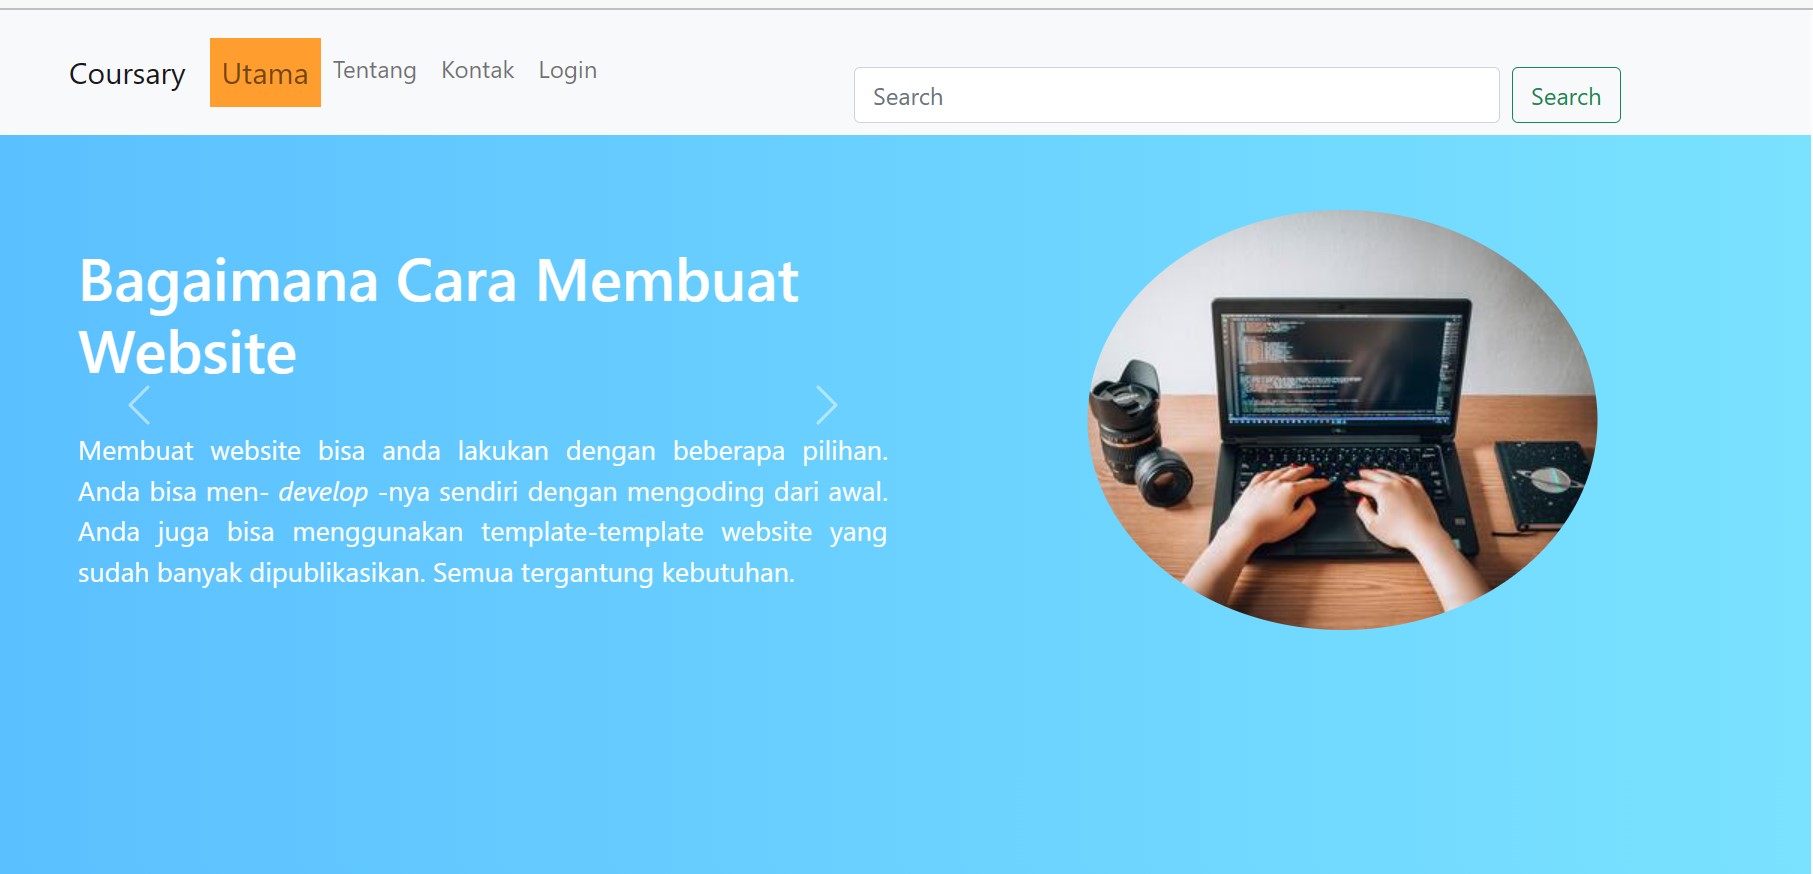 Coursary Utama Tentang Kontak Login
Search Search
Bagaimana Cara Membuat
Website
Membuat website bisa anda lakukan dengan beberapa pilihan.
Anda bisa men- develop -nya sendiri dengan mengoding dari awal.
Anda juga bisa menggunakan template-template website yang
sudah banyak dipublikasikan. Semua tergantung kebutuhan.